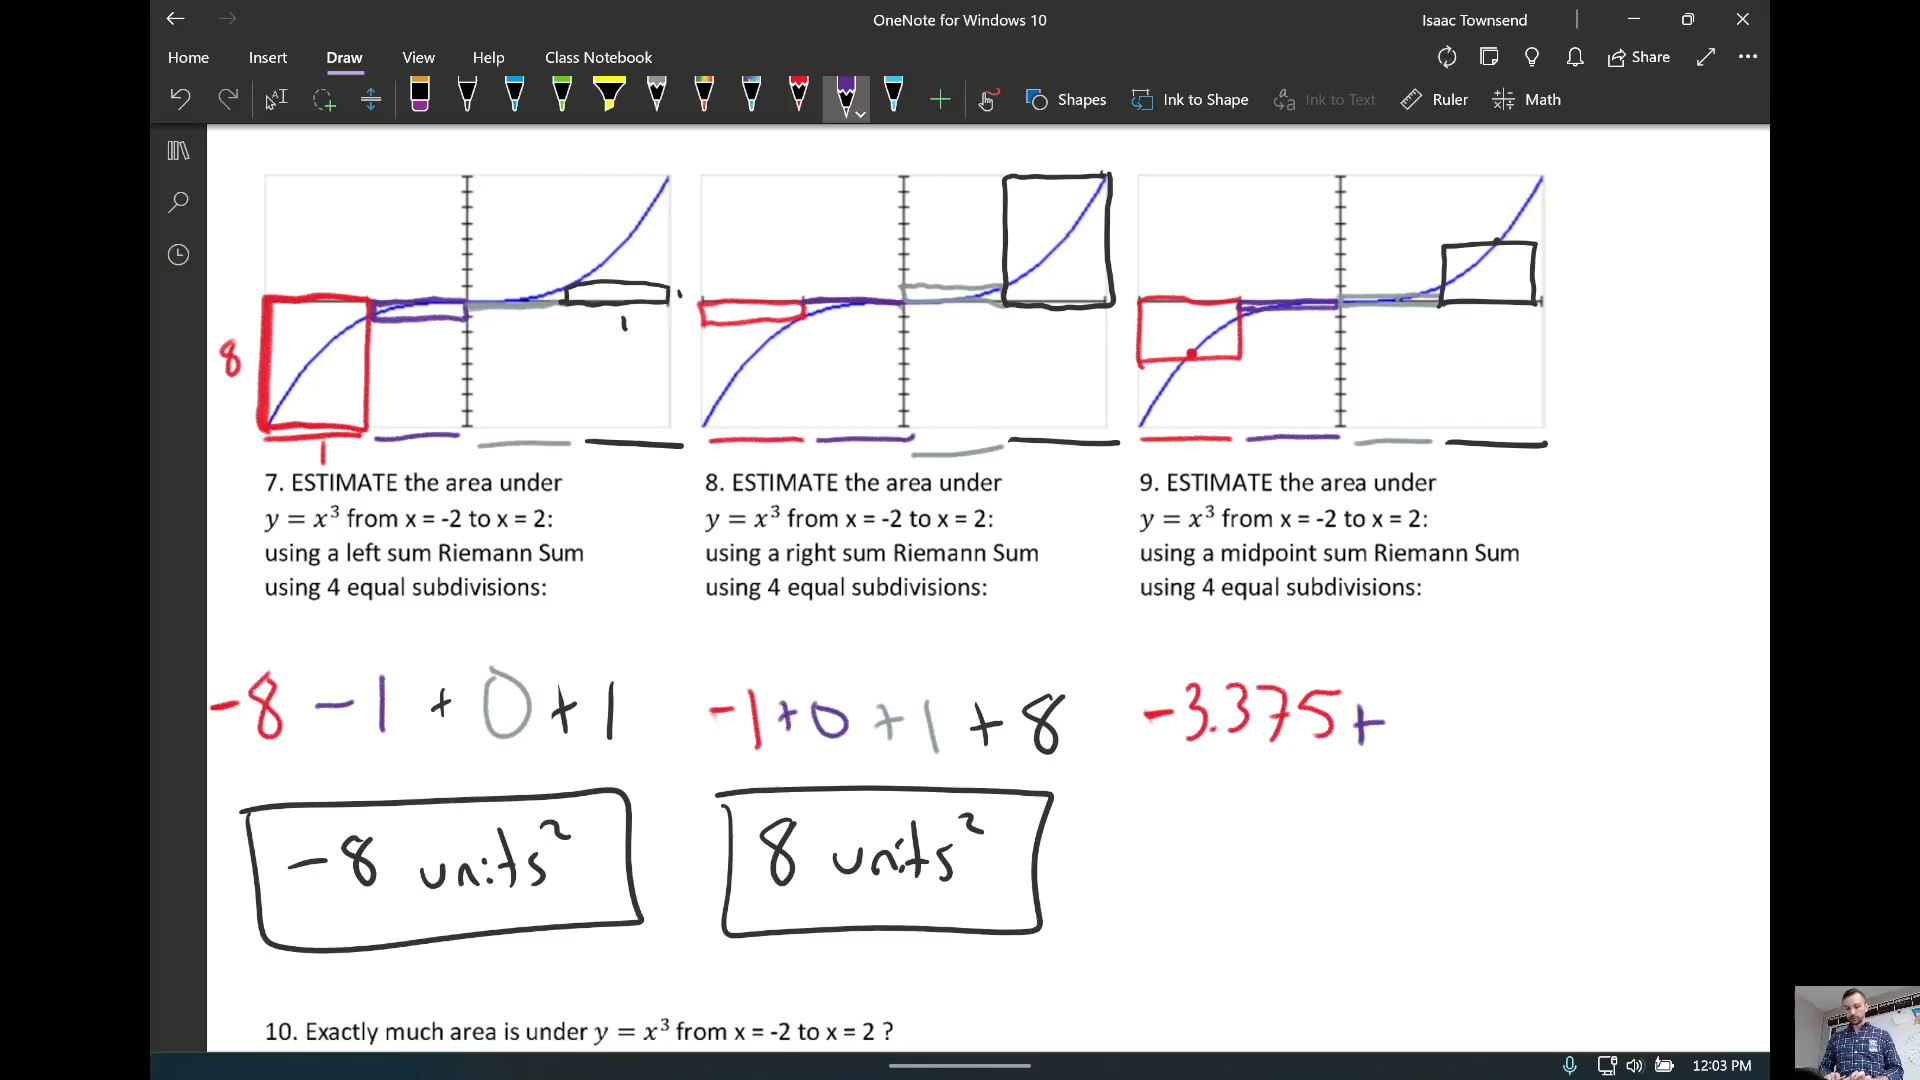 OneNote for Windows 10
Isaac Townsend
Home Insert Draw View Help Class Notebook
Share
Shapes Ink to Shape Ink to Text Ruler Math
8
1
1
7. ESTIMATE the area under
y = x³ from x = -2 to x = 2:
using a left sum Riemann Sum
using 4 equal subdivisions:
-8 -1 + 0 + 1
-8 units²
8. ESTIMATE the area under
y = x³ from x = -2 to x = 2:
using a right sum Riemann Sum
using 4 equal subdivisions:
-1 + 0 + 1 + 8
8 units²
9. ESTIMATE the area under
y = x³ from x = -2 to x = 2:
using a midpoint sum Riemann Sum
using 4 equal subdivisions:
-3.375 +
10. Exactly much area is under y = x³ from x = -2 to x = 2 ?
12:03 PM